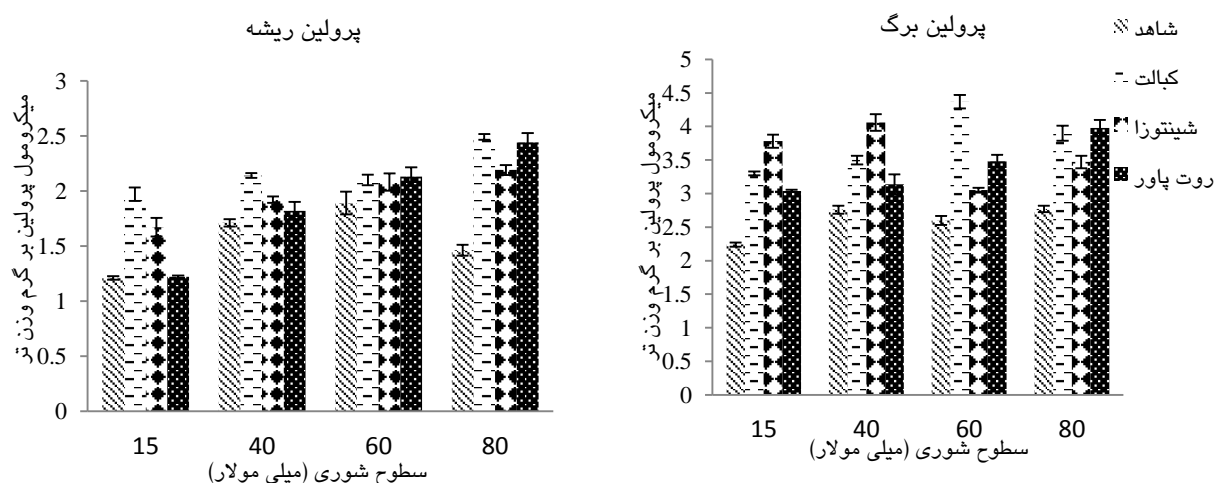 پرولین ریشه
میکرومول پرولین بر گرم وزن تر
3
2.5
2
1.5
1
0.5
0
15 40 60 80
سطوح شوری (میلی مولار)
پرولین برگ
میکرومول پرولین بر گرم وزن تر
5
4.5
4
3.5
3
2.5
2
1.5
1
0.5
0
15 40 60 80
سطوح شوری (میلی مولار)
شاهد
کبالت
شینتوزا
روت پاور